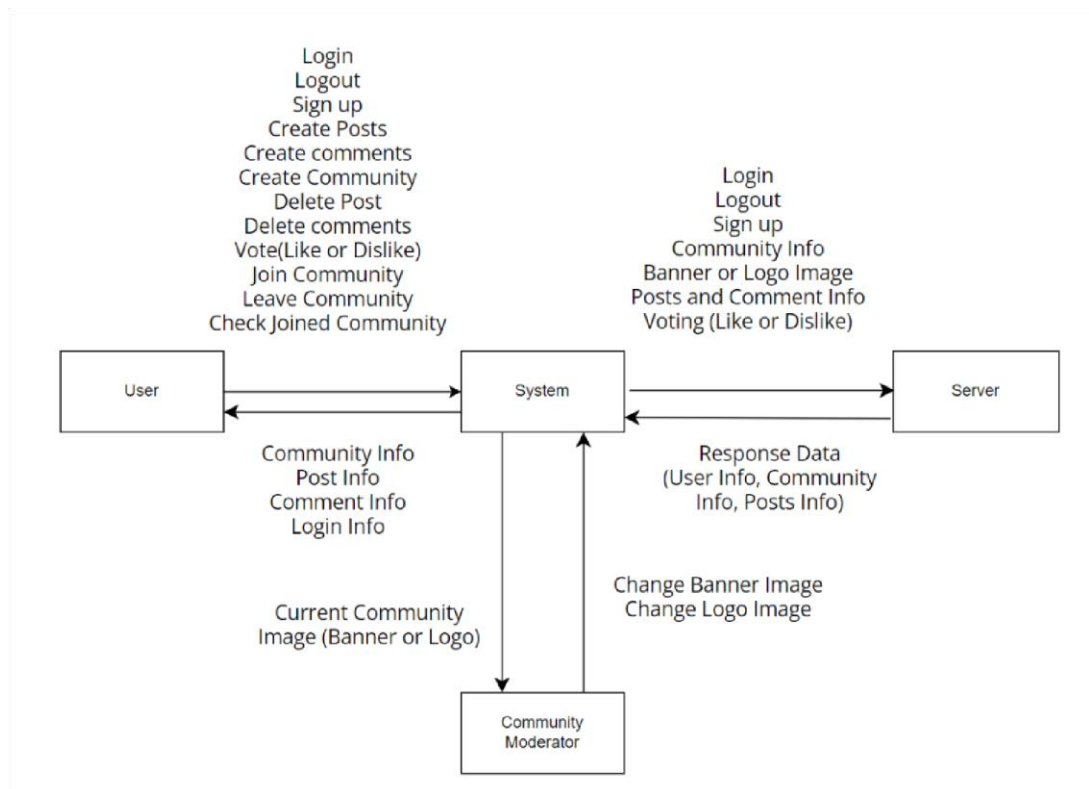 Login
Logout
Sign up
Create Posts
Create comments
Create Community
Delete Post
Delete comments
Vote(Like or Dislike)
Join Community
Leave Community
Check Joined Community
Login
Logout
Sign up
Community Info
Banner or Logo Image
Posts and Comment Info
Voting (Like or Dislike)
User
System
Server
Community Info
Post Info
Comment Info
Login Info
Response Data
(User Info, Community
Info, Posts Info)
Current Community
Image (Banner or Logo)
Change Banner Image
Change Logo Image
Community
Moderator